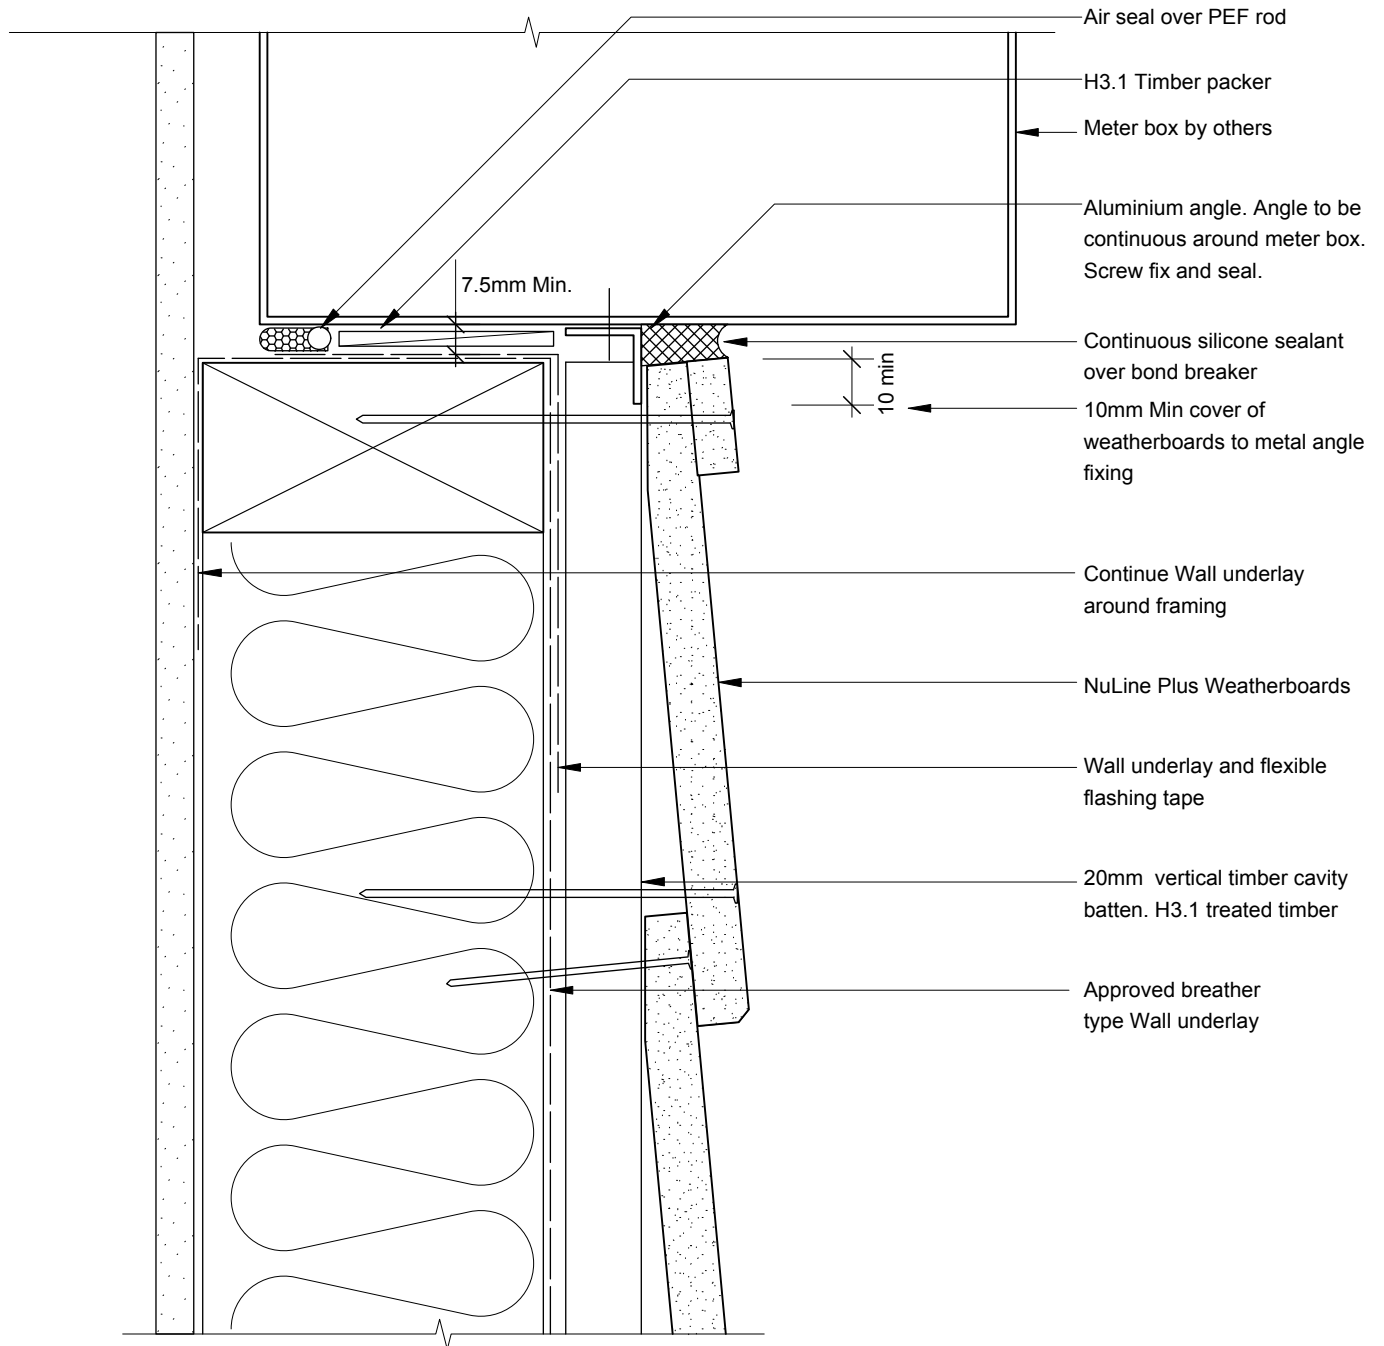 Air seal over PEF rod
H3.1 Timber packer
Meter box by others
Aluminium angle. Angle to be
continuous around meter box.
Screw fix and seal.
7.5mm Min.
Continuous silicone sealant
over bond breaker
10 min
10mm Min cover of
weatherboards to metal angle
fixing
Continue Wall underlay
around framing
NuLine Plus Weatherboards
Wall underlay and flexible
flashing tape
20mm vertical timber cavity
batten. H3.1 treated timber
Approved breather
type Wall underlay